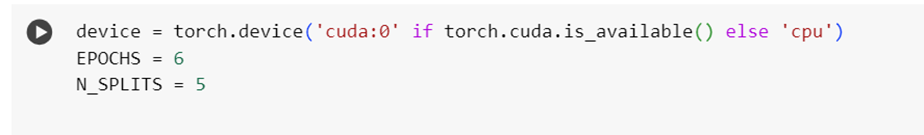 device = torch.device('cuda:0' if torch.cuda.is_available() else 'cpu')
EPOCHS = 6
N_SPLITS = 5